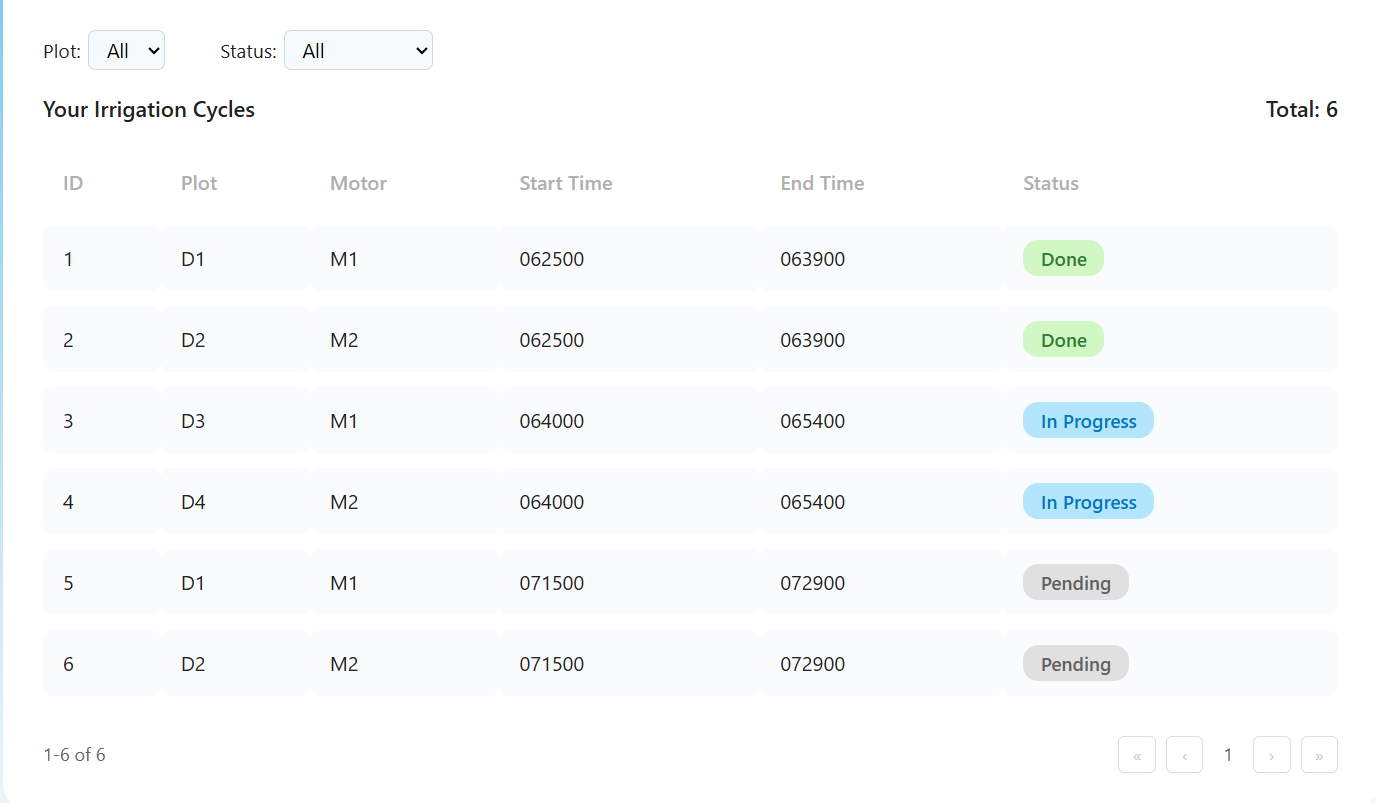 Plot: All Status: All
Your Irrigation Cycles Total: 6
ID Plot Motor Start Time End Time Status
1 D1 M1 062500 063900 Done
2 D2 M2 062500 063900 Done
3 D3 M1 064000 065400 In Progress
4 D4 M2 064000 065400 In Progress
5 D1 M1 071500 072900 Pending
6 D2 M2 071500 072900 Pending
1-6 of 6 « ‹ 1 › »